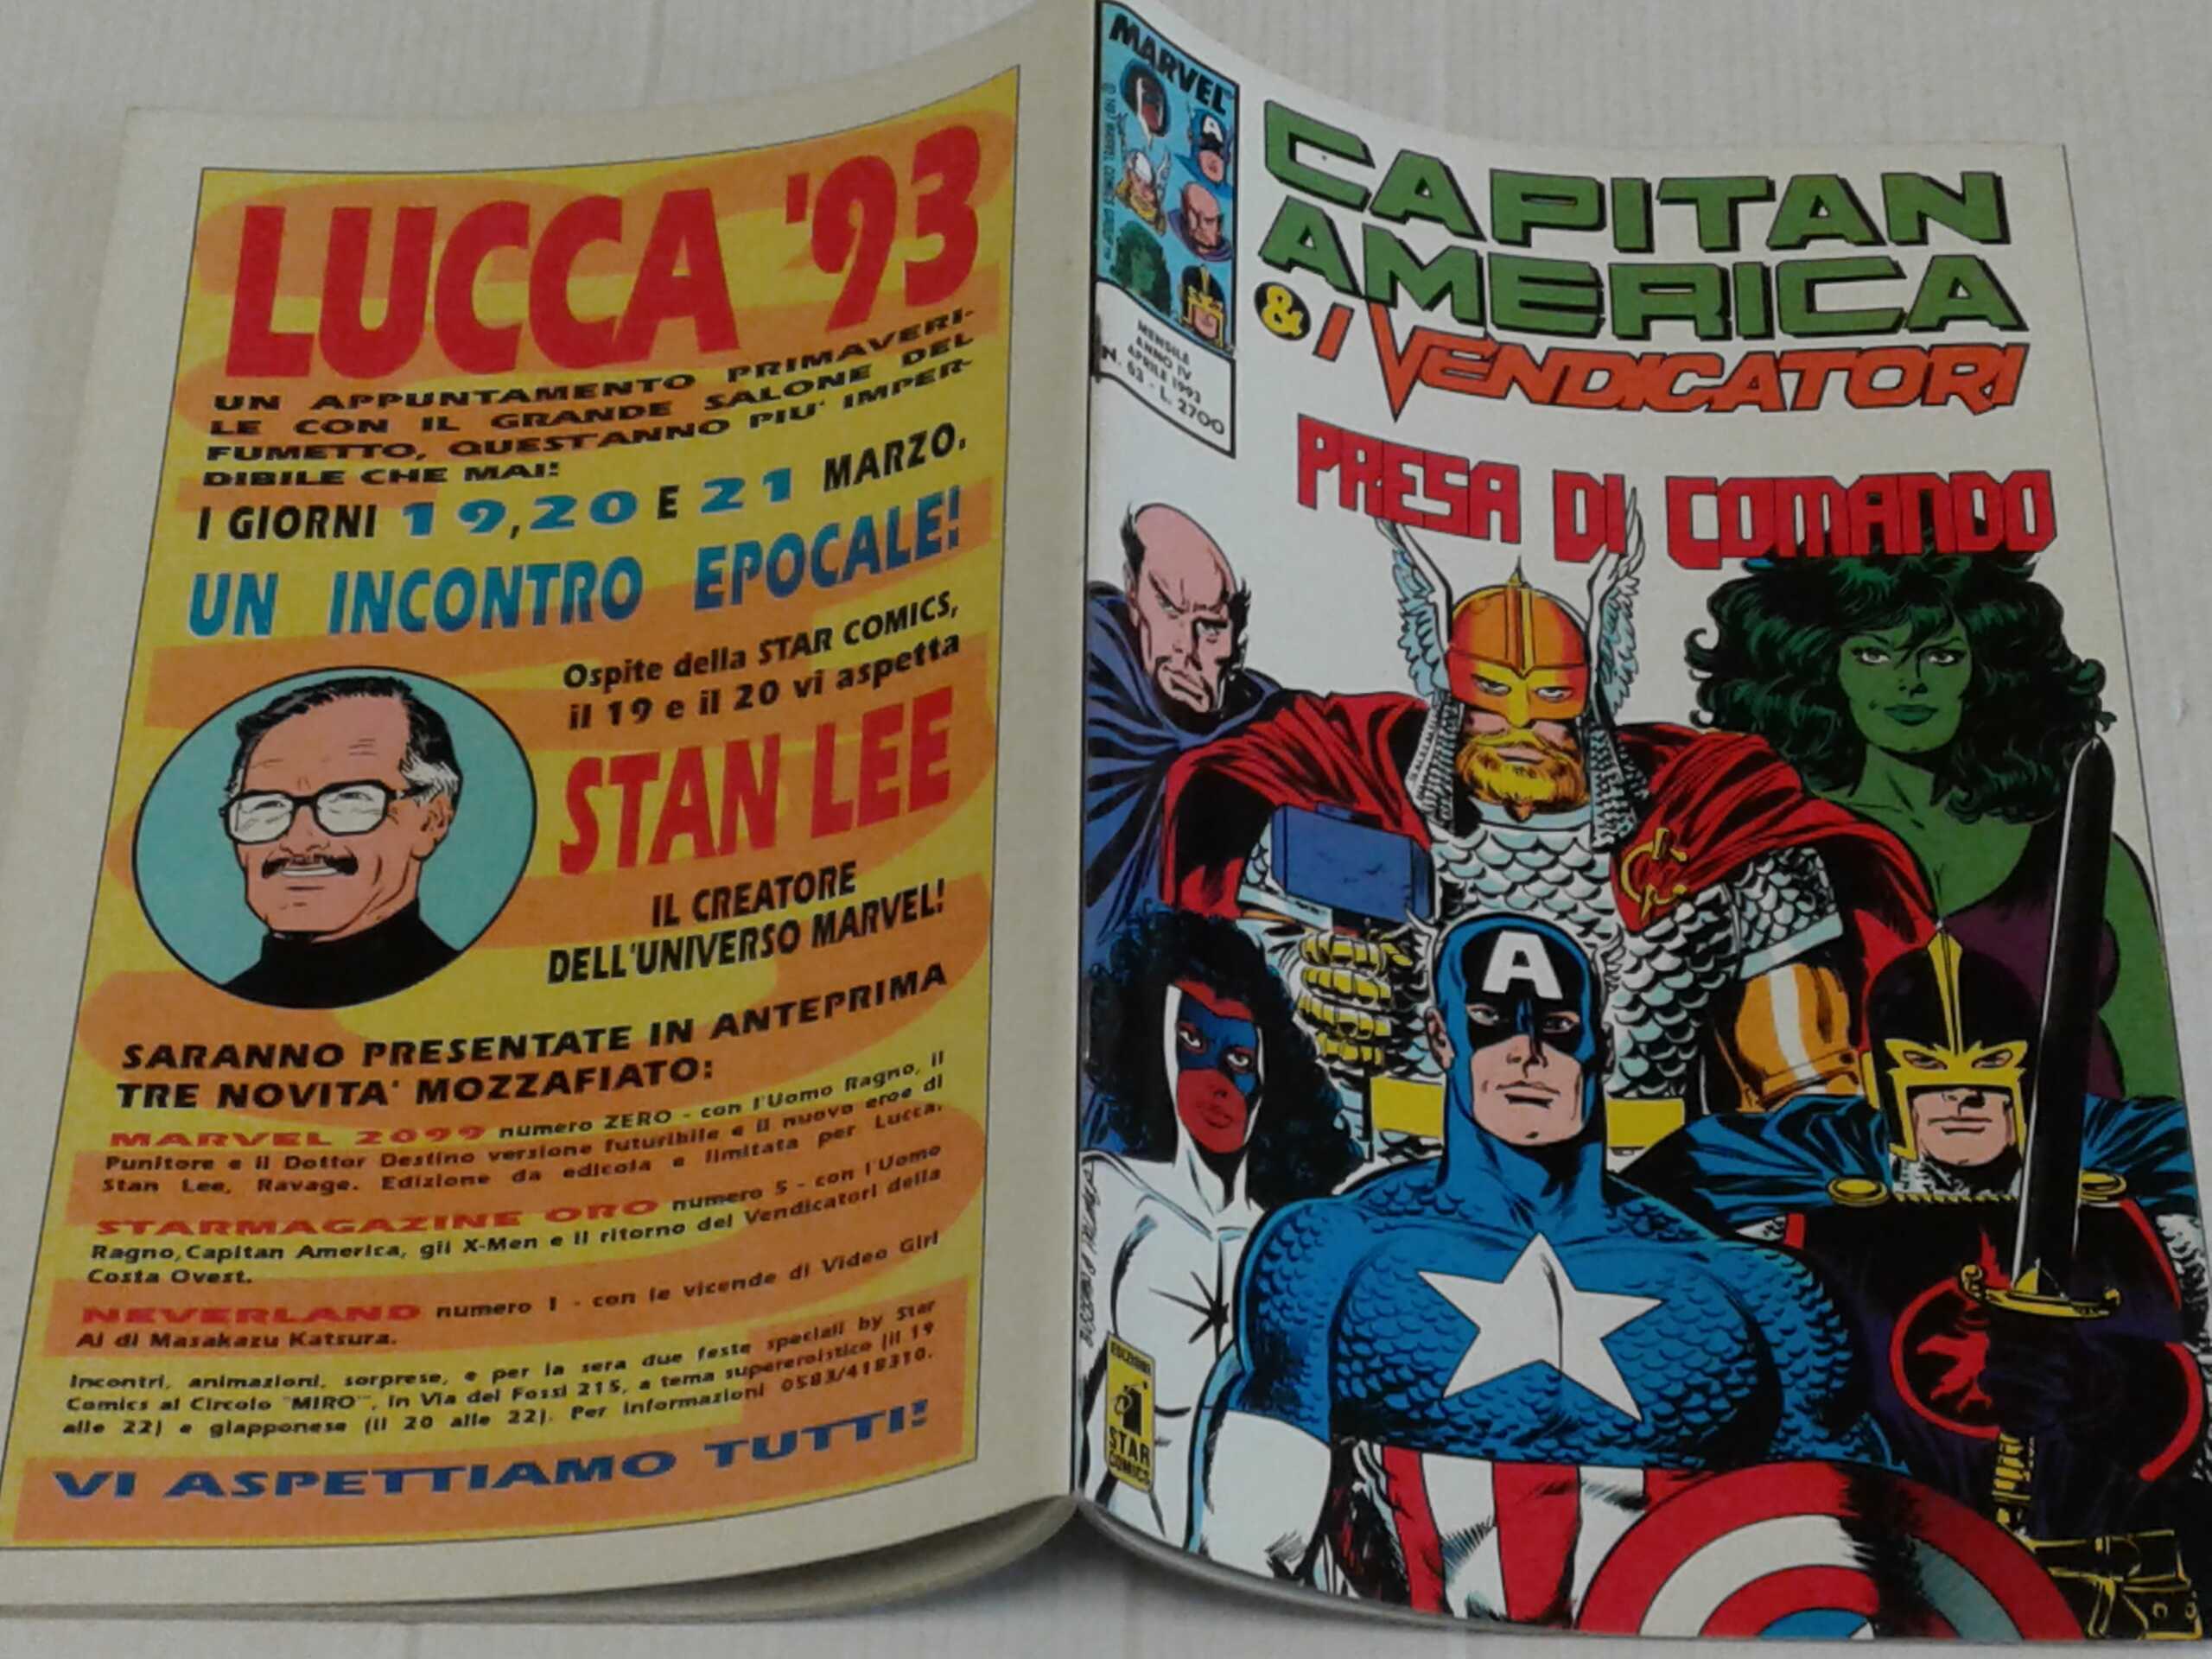 LUCCA '93
UN APPUNTAMENTO PRIMAVERI-
LE CON IL GRANDE SALONE DEL
FUMETTO, QUEST'ANNO PIU' IMPER-
DIBILE CHE MAI!
I GIORNI 19,20 E 21 MARZO.
UN INCONTRO EPOCALE!
Ospite della STAR COMICS,
il 19 e il 20 vi aspetta
STAN LEE
IL CREATORE
DELL'UNIVERSO MARVEL!
SARANNO PRESENTATE IN ANTEPRIMA
TRE NOVITA' MOZZAFIATO:
MARVEL 2099 numero ZERO - con l'Uomo Ragno, il
Punitore e il Dottor Destino versione futuribile e il nuovo eroe di
Stan Lee, Ravage. Edizione da edicola e limitata per Lucca.
STARMAGAZINE ORO numero 5 - con l'Uomo
Ragno, Capitan America, gli X-Men e il ritorno dei Vendicatori della
Costa Ovest.
NEVERLAND numero 1 - con le vicende di Video Girl
Ai di Masakazu Katsura.
Incontri, animazioni, sorprese, e per la sera due feste speciali by Star
Comics al Circolo "MIRO'", in Via dei Fossi 215, a tema supereroistico (il 19
alle 22) e giapponese (il 20 alle 22). Per informazioni 0583/418310.
VI ASPETTIAMO TUTTI!
MARVEL
MENSILE
ANNO IV
APRILE 1993
N. 63 - L. 2700
CAPITAN
AMERICA
& I VENDICATORI
PRESA DI COMANDO
A
BUSCEMA & PALMER
EDIZIONI
STAR
COMICS